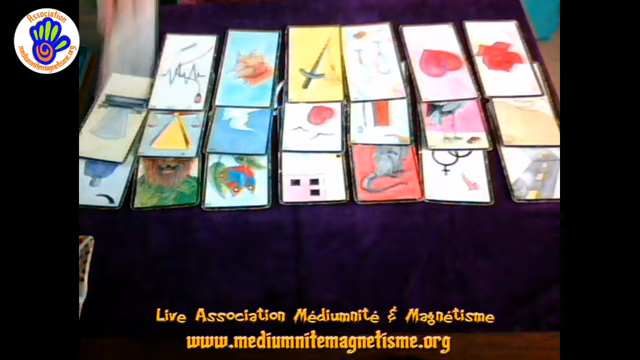 Association
mediumnitemagnetisme.org
Live Association Médiumnité & Magnétisme
www.mediumnitemagnetisme.org